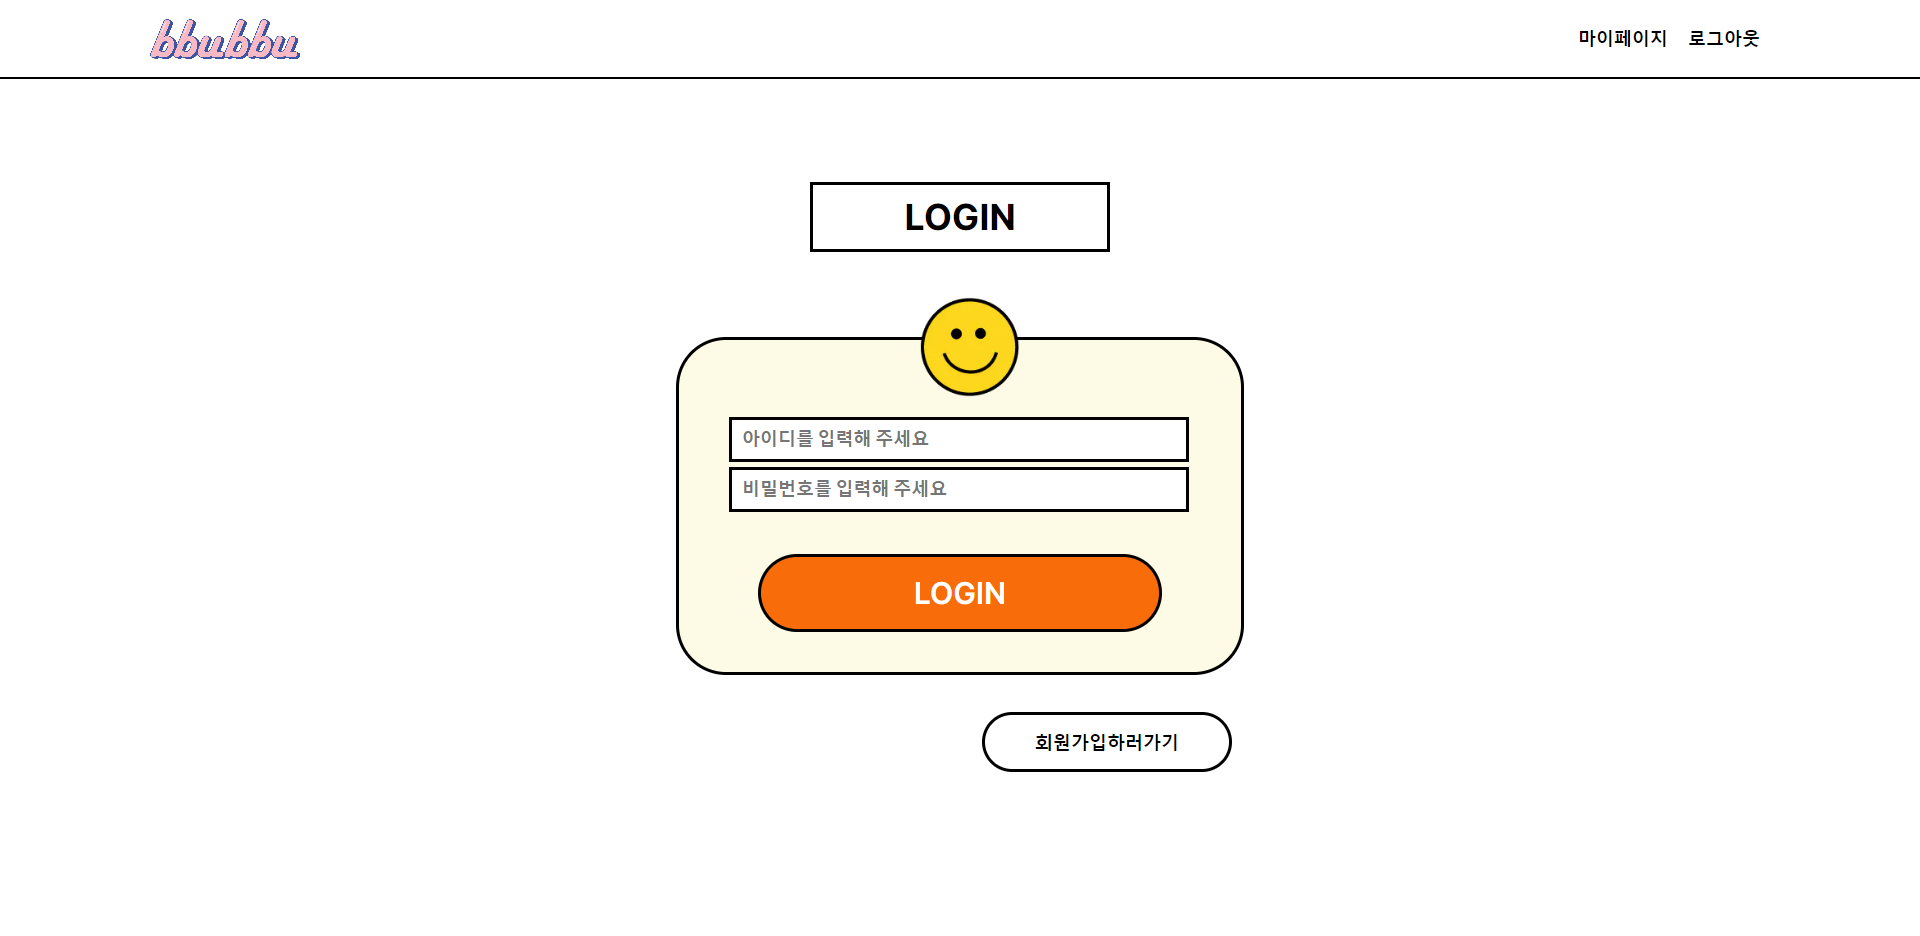 bbubbu
마이페이지 로그아웃
LOGIN
아이디를 입력해 주세요
비밀번호를 입력해 주세요
LOGIN
회원가입하러가기